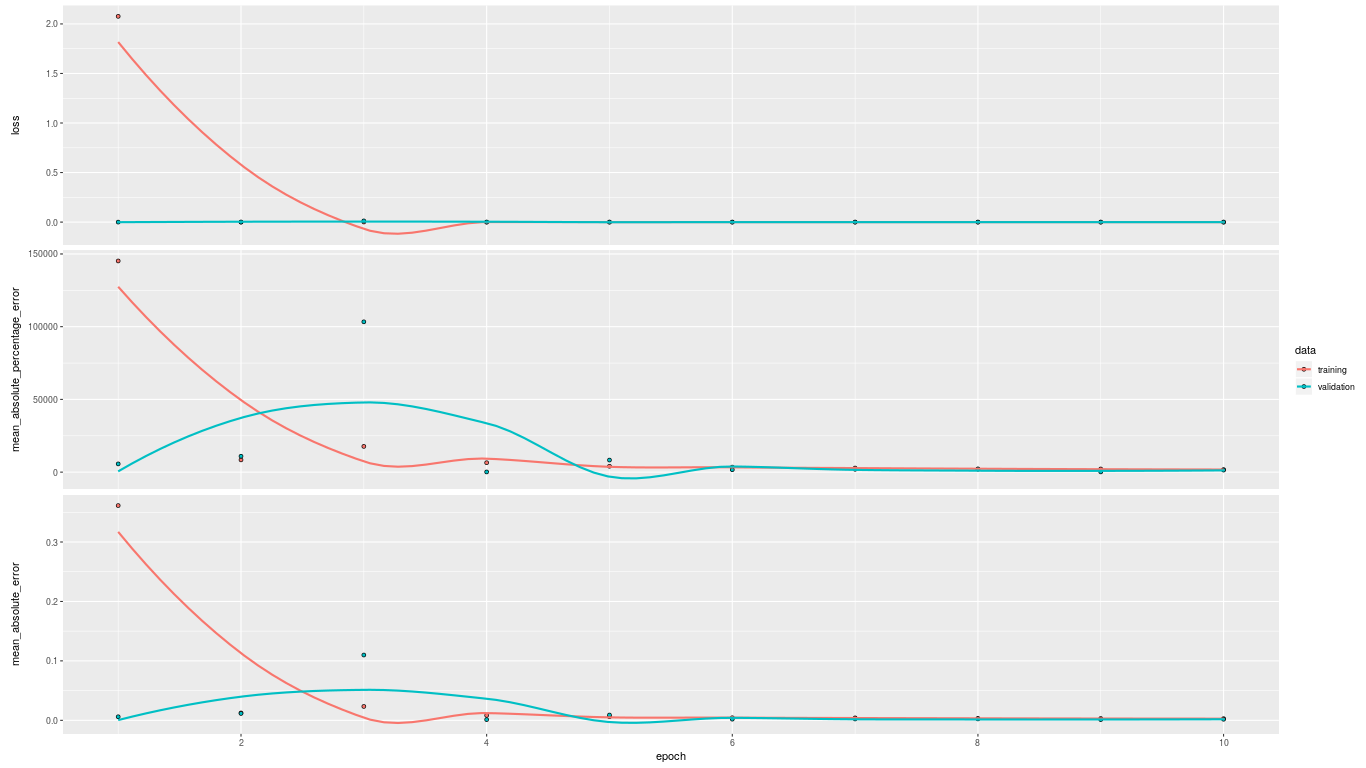 loss
2.0
1.5
1.0
0.5
0.0
mean_absolute_percentage_error
150000
100000
50000
0
mean_absolute_error
0.3
0.2
0.1
0.0
2
4
6
8
10
epoch
data
training
validation